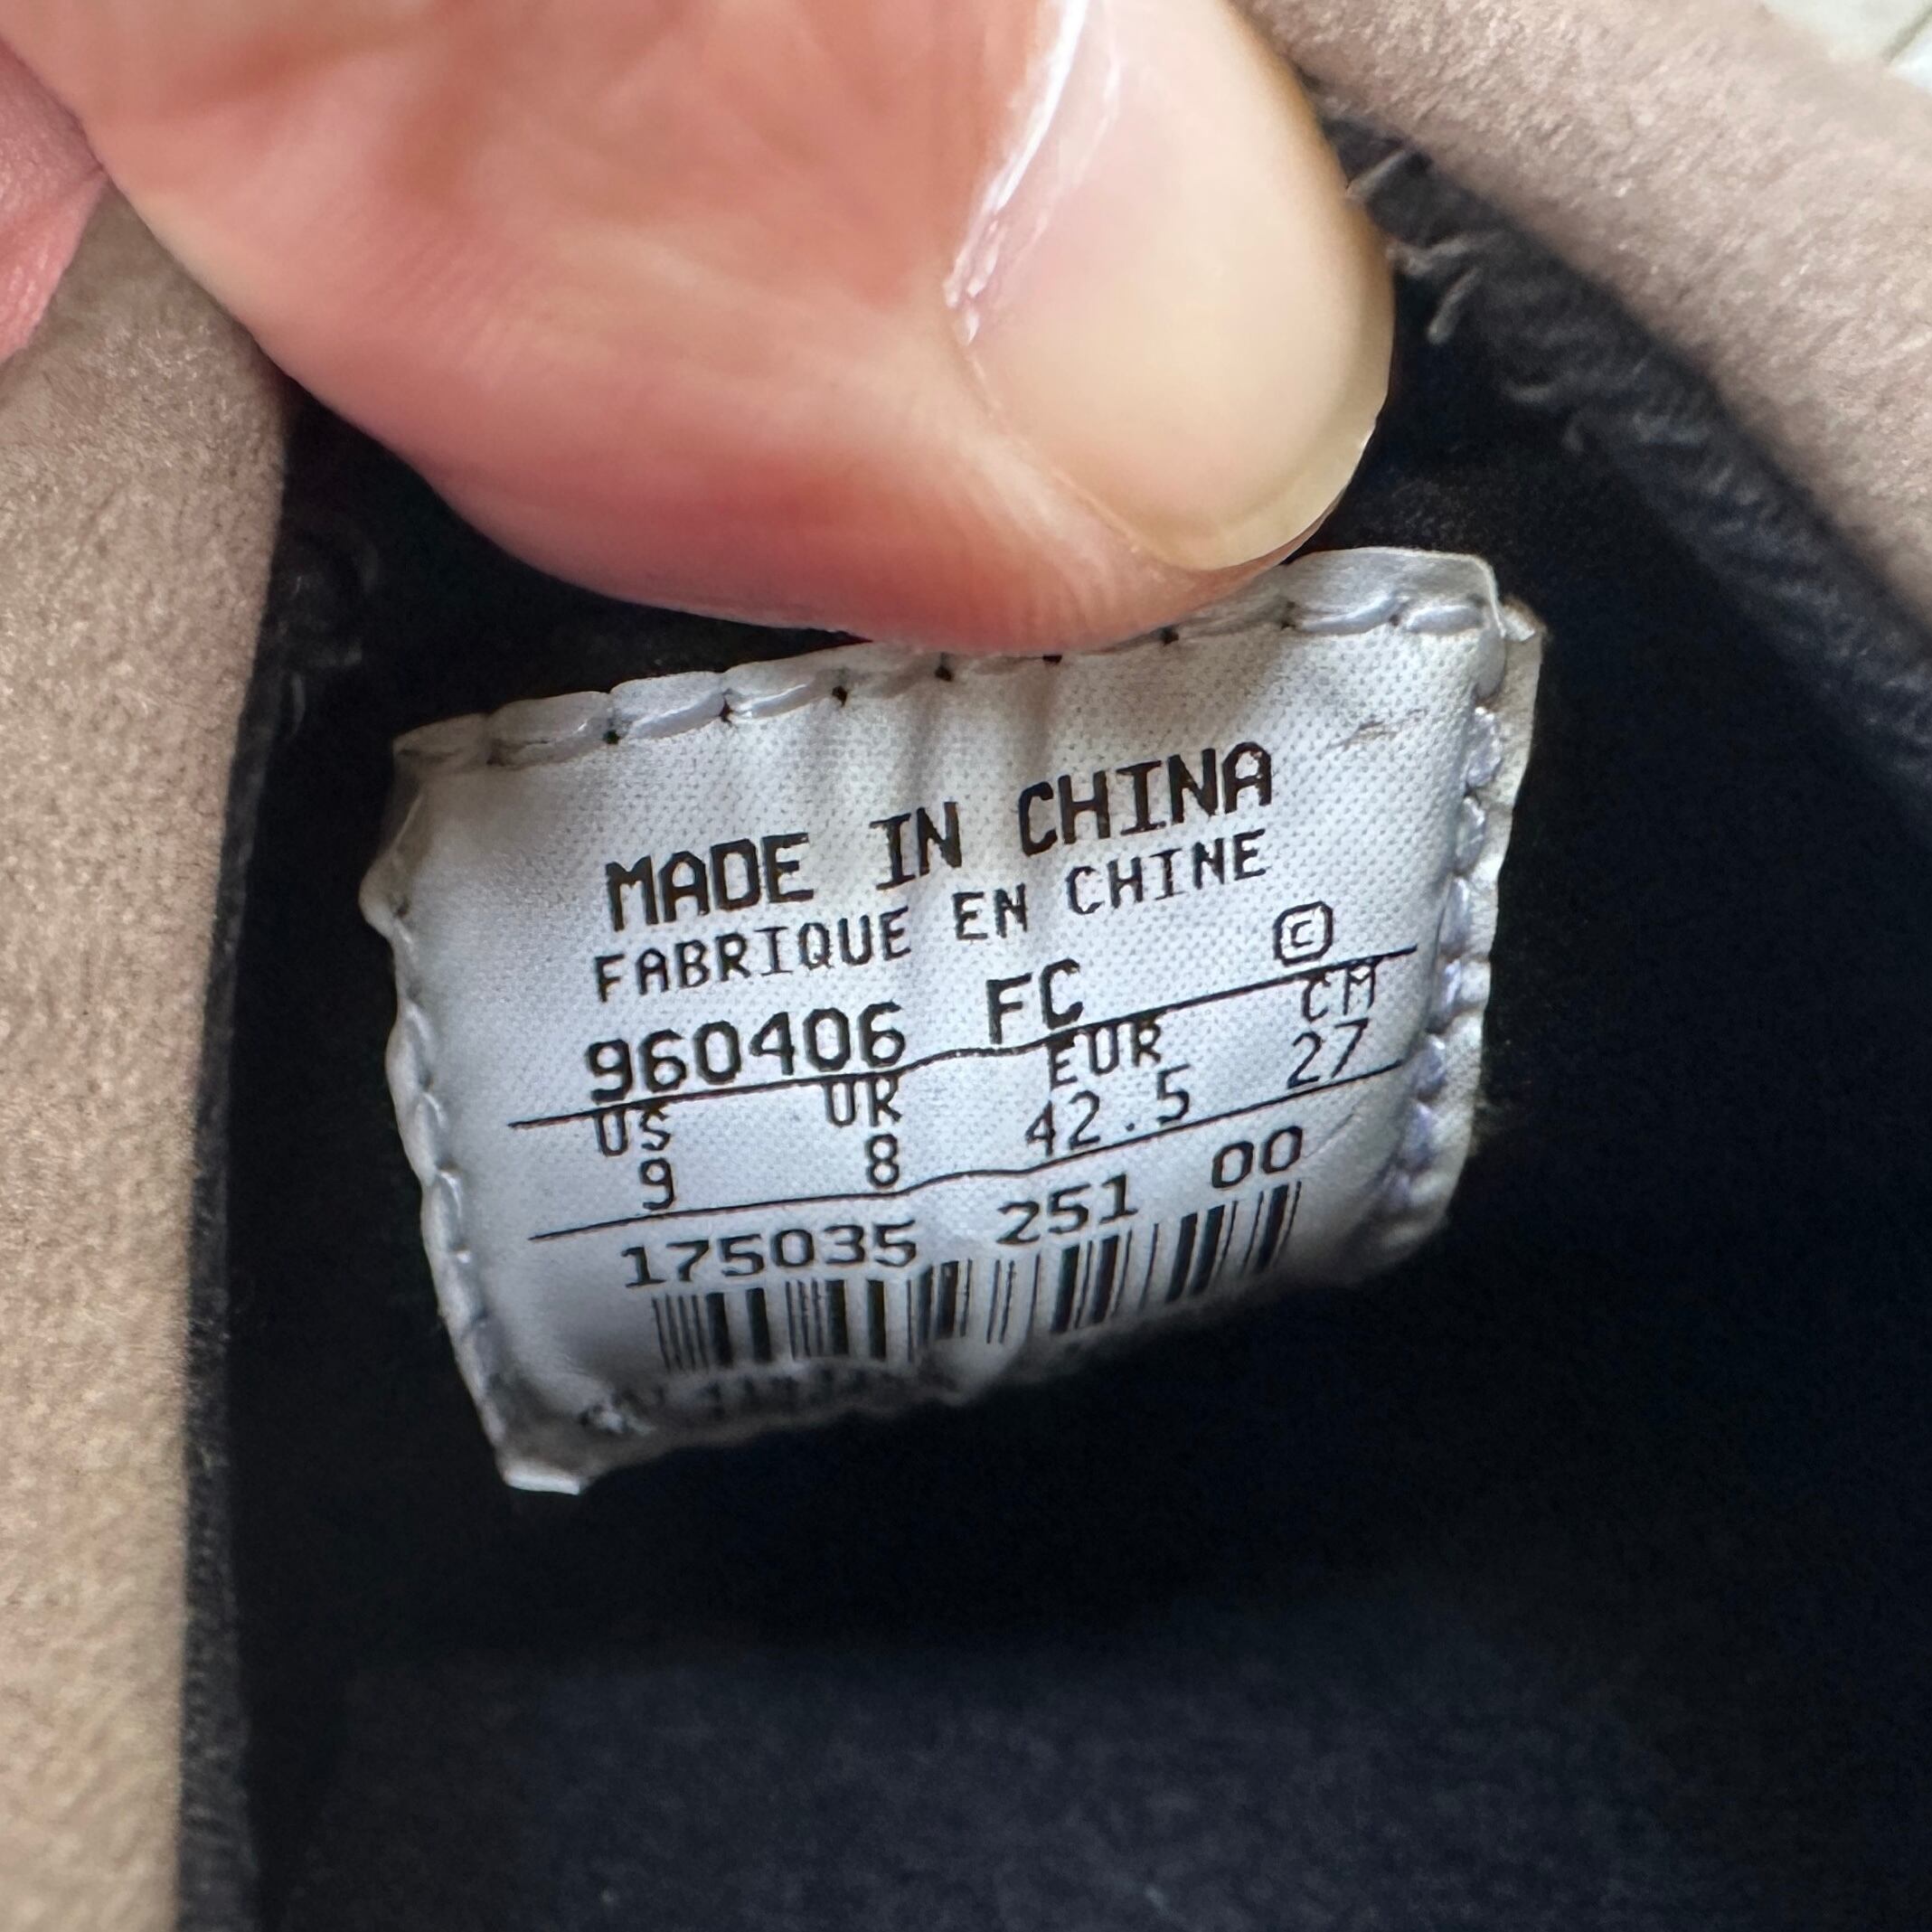 MADE IN CHINA
FABRIQUE EN CHINE
960406 FC ©
US UK EUR CM
9 8 42.5 27
175035 251 00